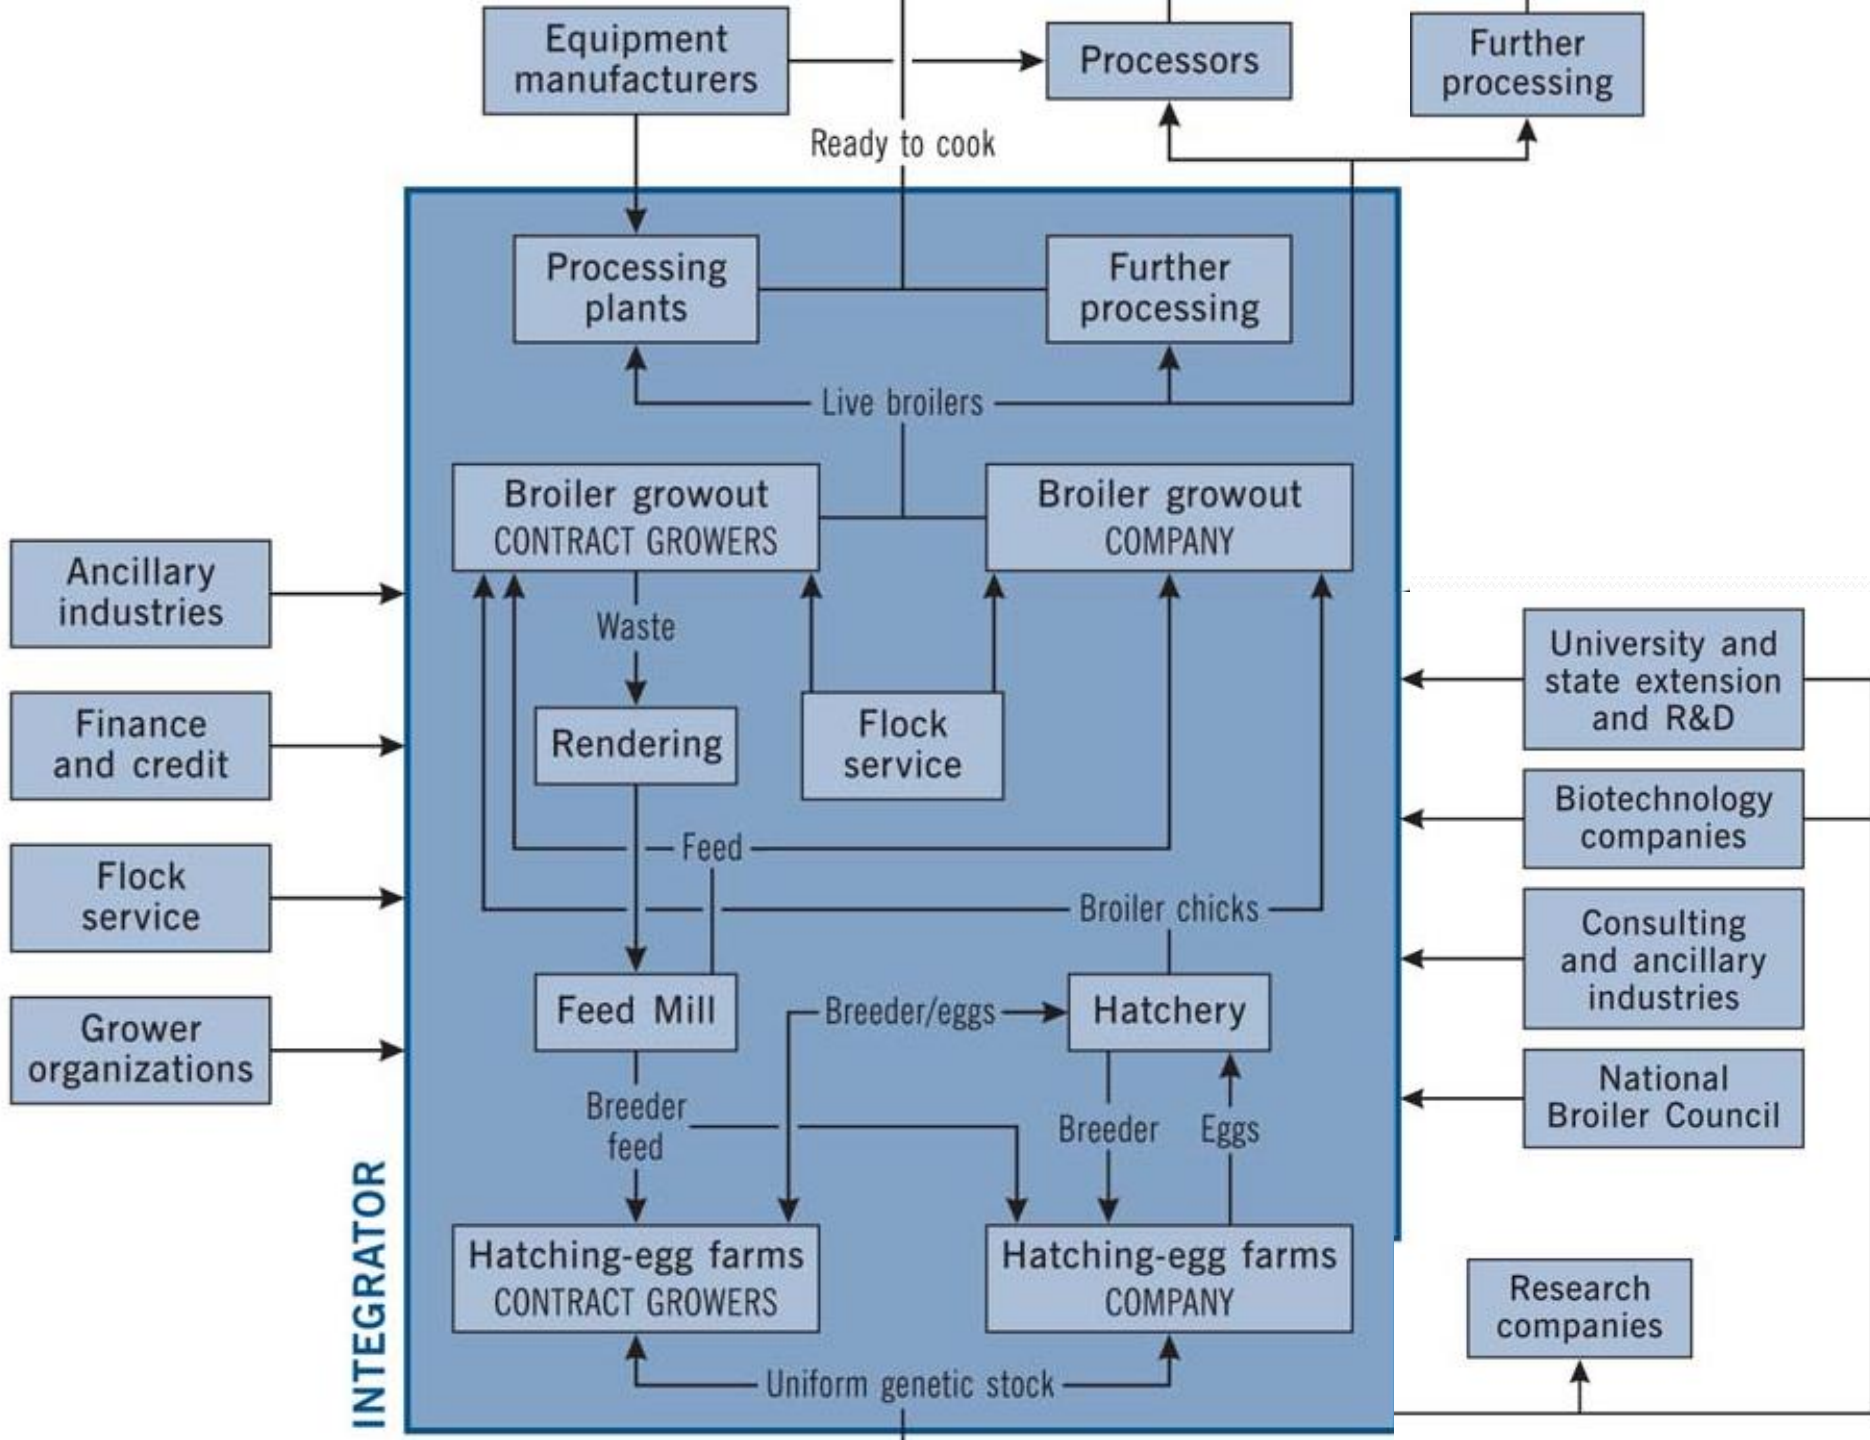 Equipment
manufacturers
Processors
Further
processing
Ready to cook
Processing
plants
Further
processing
Live broilers
Broiler growout
CONTRACT GROWERS
Broiler growout
COMPANY
Ancillary
industries
Waste
University and
state extension
and R&D
Finance
and credit
Rendering
Flock
service
Biotechnology
companies
Feed
Flock
service
Broiler chicks
Consulting
and ancillary
industries
Grower
organizations
Feed Mill
Breeder/eggs
Hatchery
National
Broiler Council
Breeder
feed
Breeder
Eggs
INTEGRATOR
Hatching-egg farms
CONTRACT GROWERS
Hatching-egg farms
COMPANY
Research
companies
Uniform genetic stock